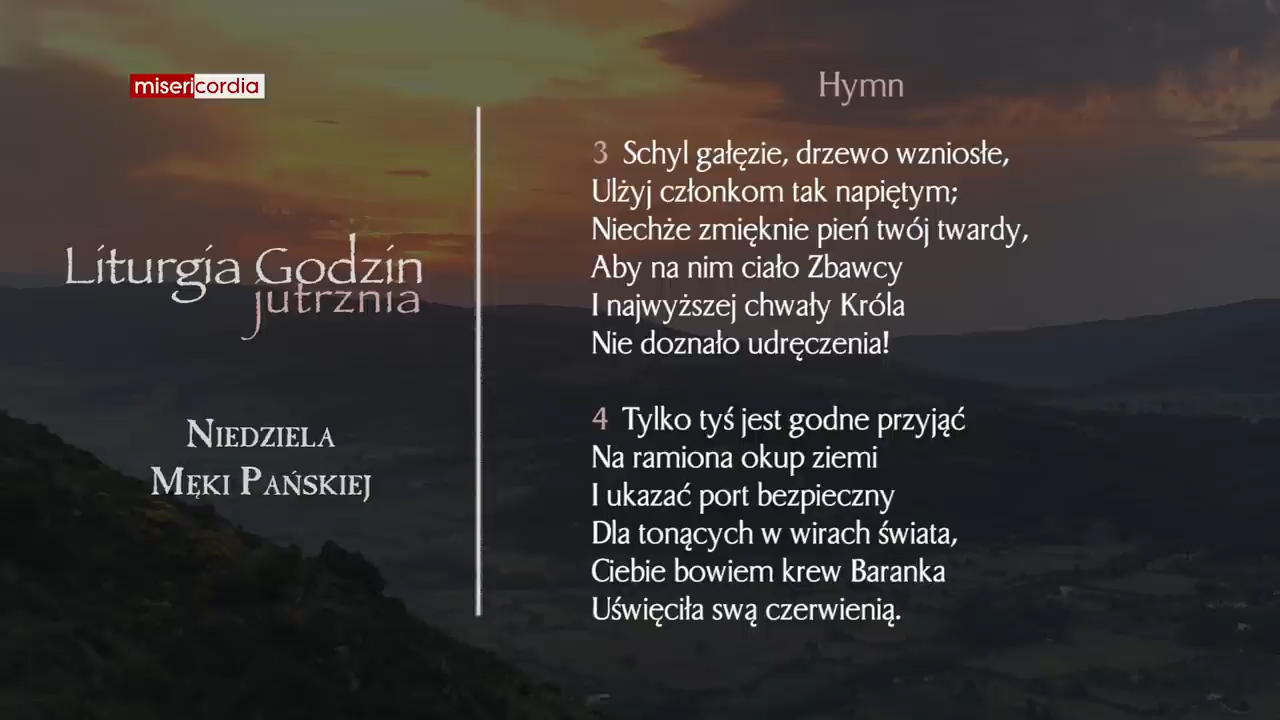 misericordia
Liturgia Godzin
jutrznia
Niedziela
Męki Pańskiej
Hymn
3 Schyl gałęzie, drzewo wzniosłe,
Ulżyj członkom tak napiętym;
Niechże zmięknie pień twój twardy,
Aby na nim ciało Zbawcy
I najwyższej chwały Króla
Nie doznało udręczenia!
4 Tylko tyś jest godne przyjąć
Na ramiona okup ziemi
I ukazać port bezpieczny
Dla tonących w wirach świata,
Ciebie bowiem krew Baranka
Uświęciła swą czerwienią.